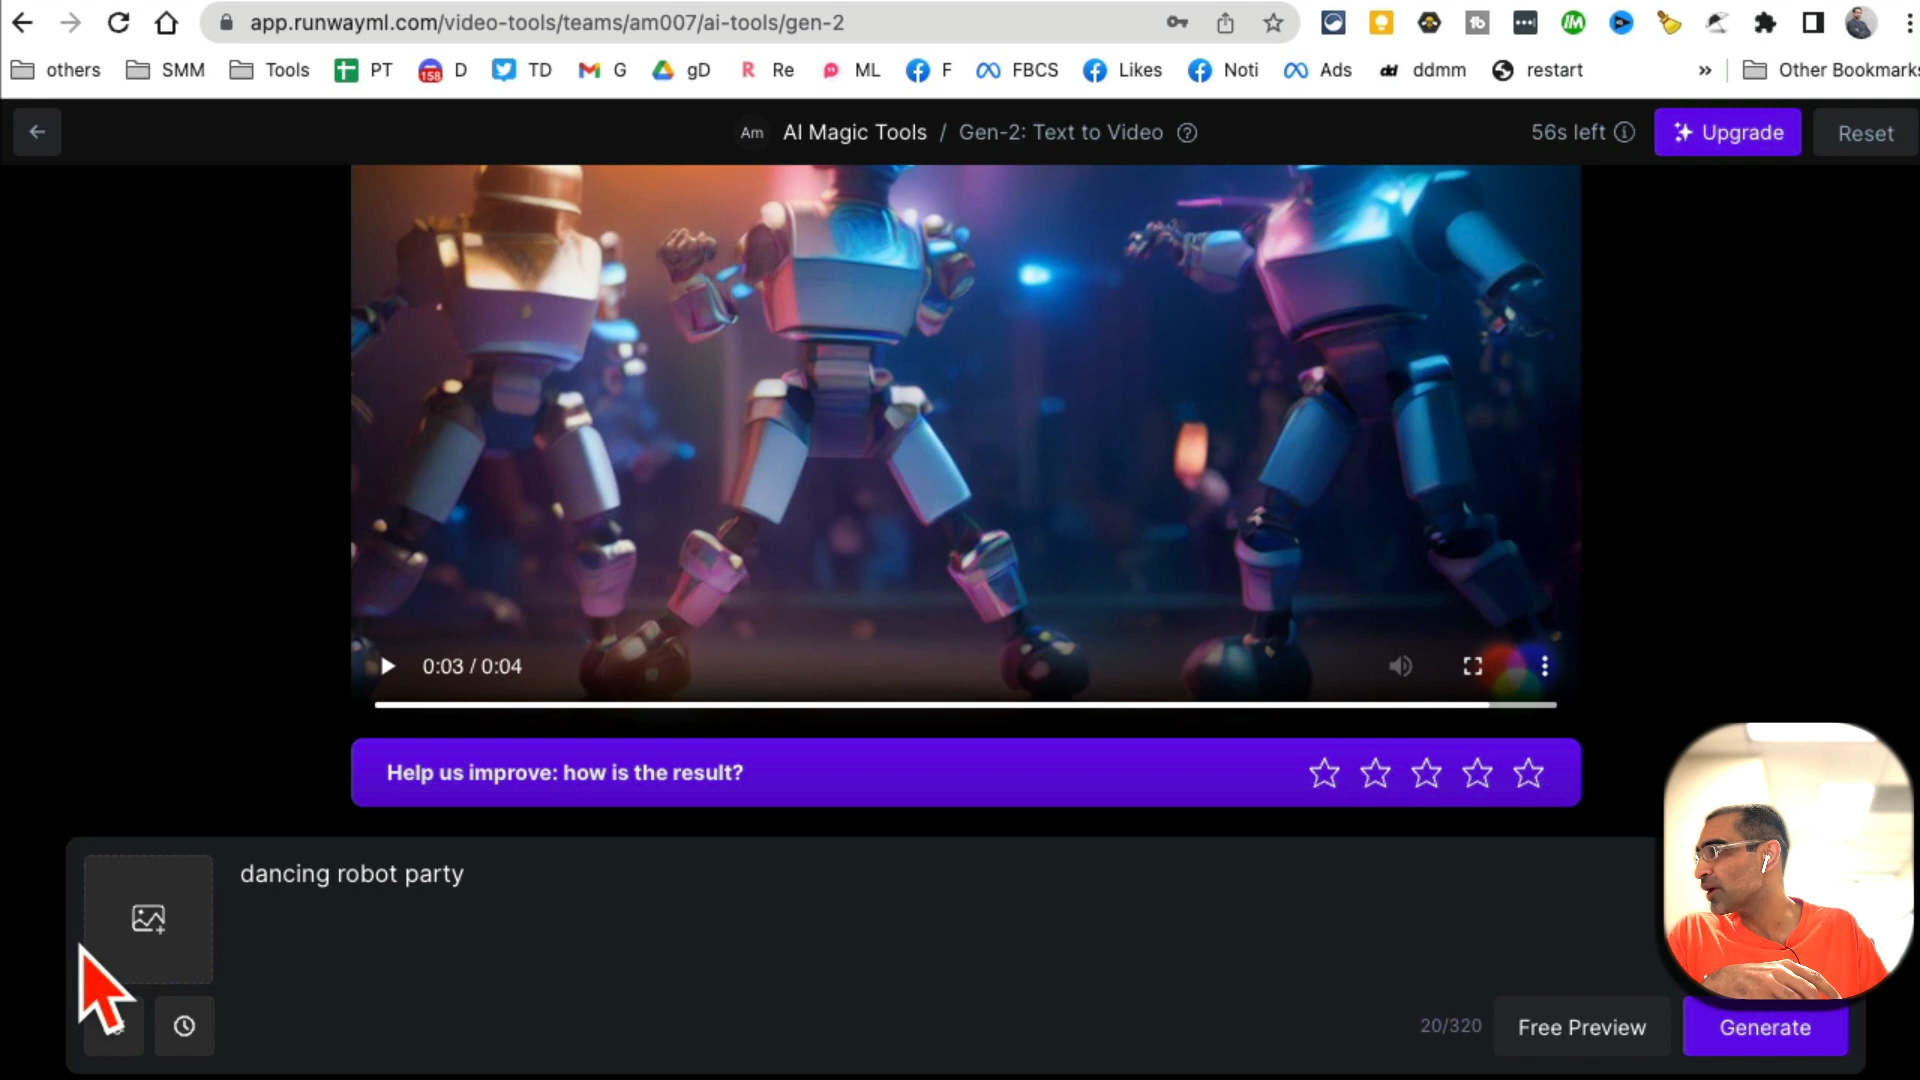 app.runwayml.com/video-tools/teams/am007/ai-tools/gen-2
others SMM Tools PT 158 D TD G gD R Re ML F FBCS Likes Noti Ads dd ddmm restart » Other Bookmarks
Am AI Magic Tools / Gen-2: Text to Video 56s left Upgrade Reset
0:03 / 0:04
Help us improve: how is the result?
dancing robot party
20/320 Free Preview Generate